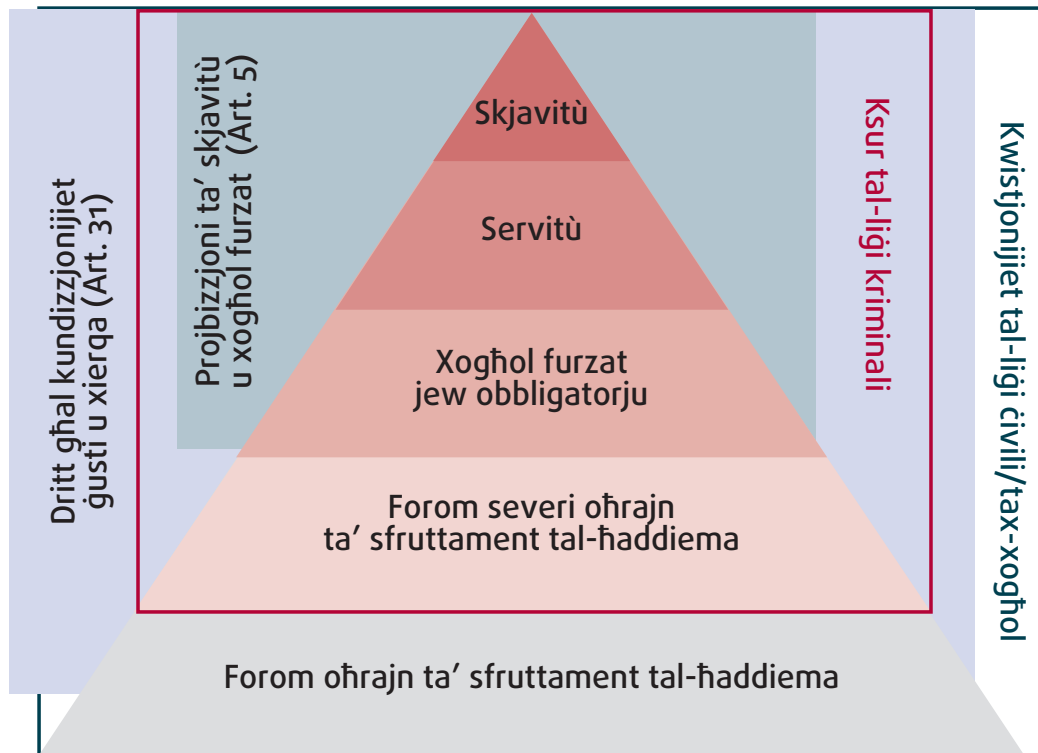 Dritt għal kundizzjonijiet
ġusti u xierqa (Art. 31)
Projbizzjoni ta’ skjavitù
u xogħol furzat (Art. 5)
Skjavitù
Servitù
Xogħol furzat
jew obbligatorju
Forom severi oħrajn
ta’ sfruttament tal-ħaddiema
Forom oħrajn ta’ sfruttament tal-ħaddiema
Ksur tal-liġi kriminali
Kwistjonijiet tal-liġi ċivili/tax-xogħol